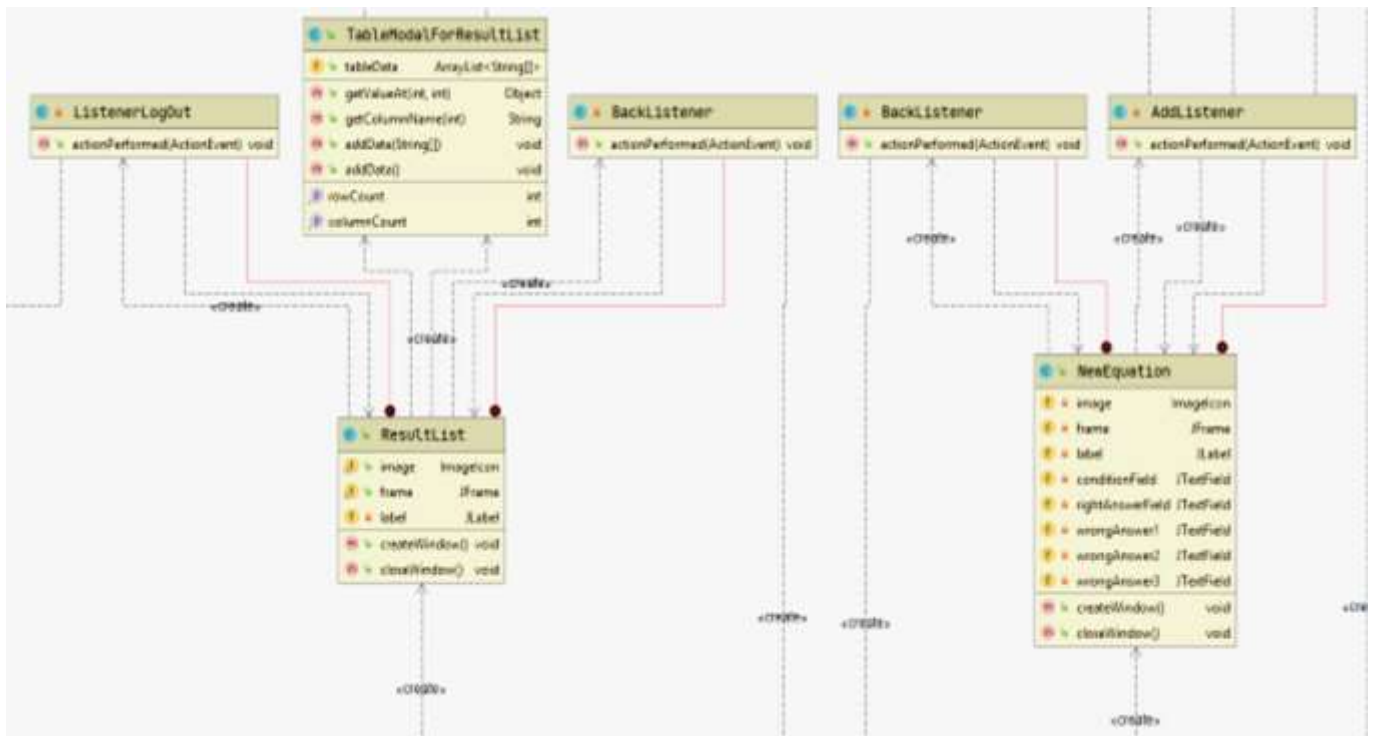 TableModalForResultList
tableData ArrayList<String[]>
getValueAt(int, int) Object
getColumnName(int) String
addData(String[]) void
addData() void
rowCount int
columnCount int
ListenerLogOut
actionPerformed(ActionEvent) void
BackListener
actionPerformed(ActionEvent) void
BackListener
actionPerformed(ActionEvent) void
AddListener
actionPerformed(ActionEvent) void
«create»
«create»
«create»
«create»
«create»
«create»
«create»
ResultList
image ImageIcon
frame JFrame
label JLabel
createWindow() void
closeWindow() void
NewEquation
image ImageIcon
frame JFrame
label JLabel
conditionField JTextField
rightAnswerField JTextField
wrongAnswer1 JTextField
wrongAnswer2 JTextField
wrongAnswer3 JTextField
createWindow() void
closeWindow() void
«create»
«create»
«cre
«create»
«create»